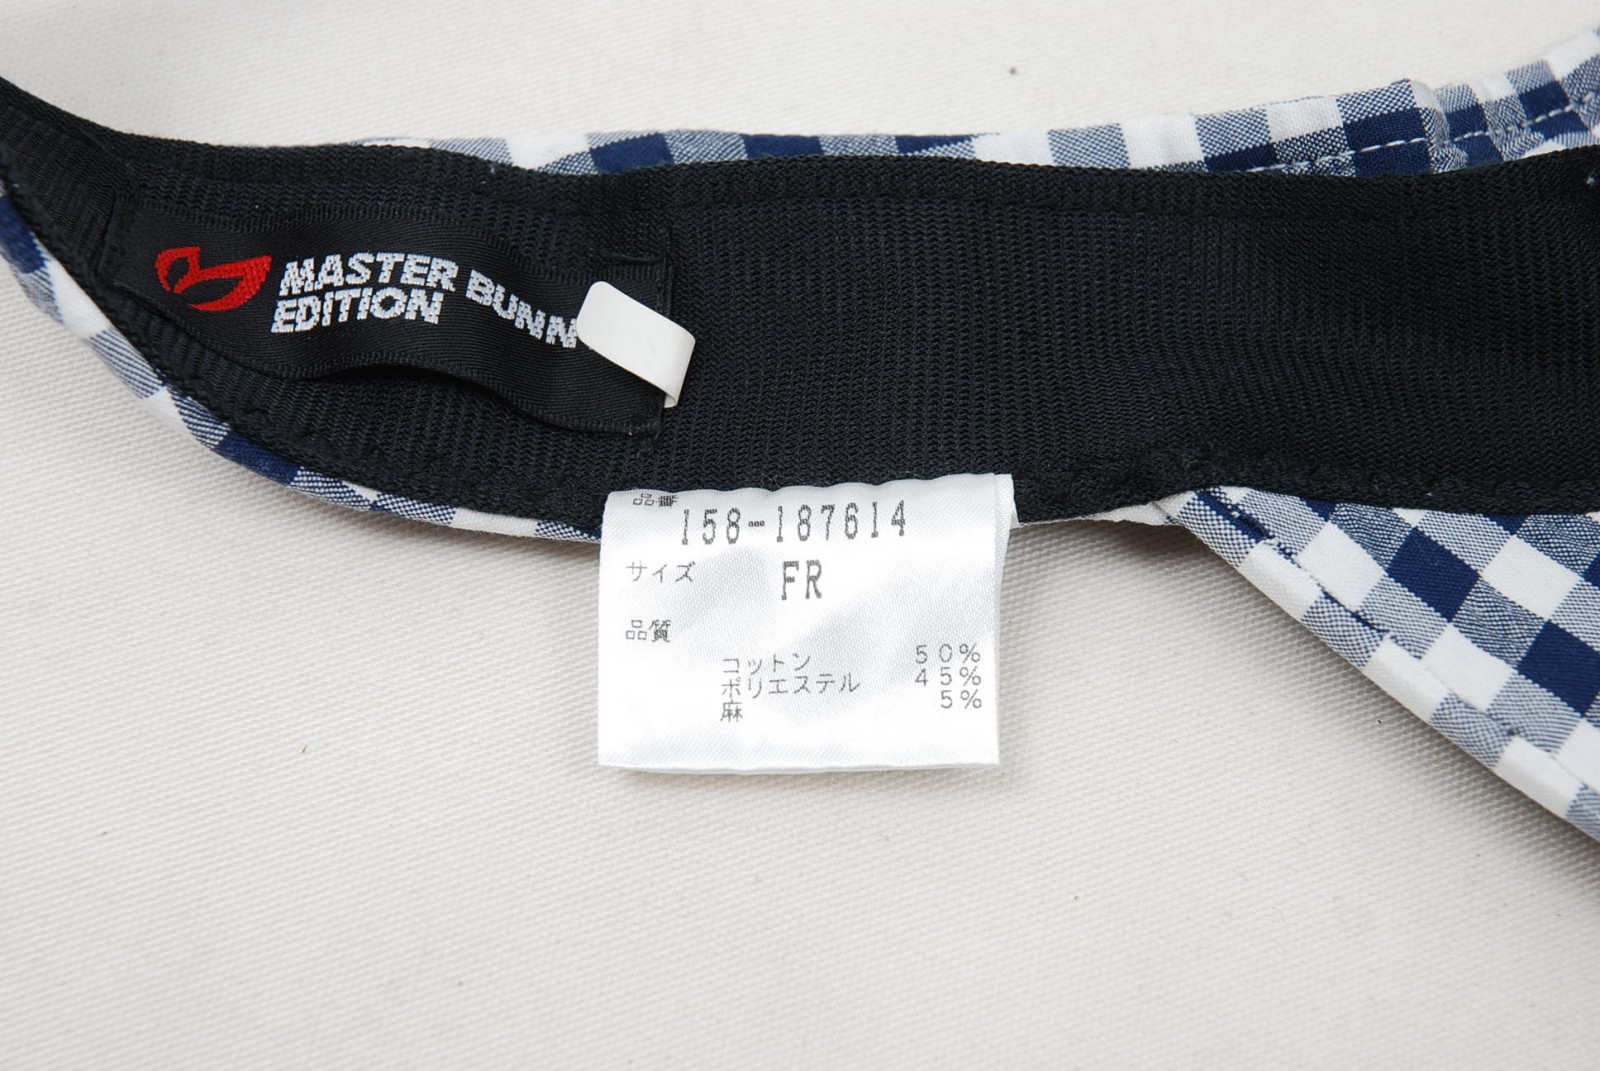 MASTER BUNN
EDITION
品番
158-187614
サイズ FR
品質
コットン 50%
ポリエステル 45%
麻 5%